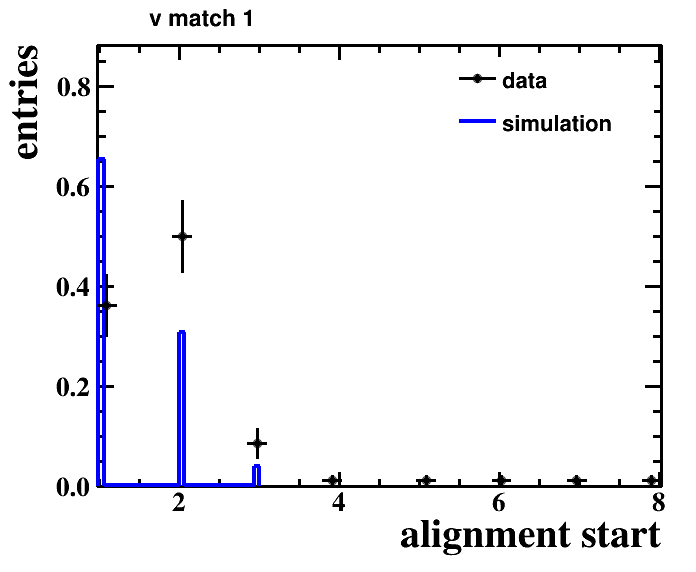 v match 1
entries
0.8
0.6
0.4
0.2
0.0
data
simulation
2 4 6 8
alignment start